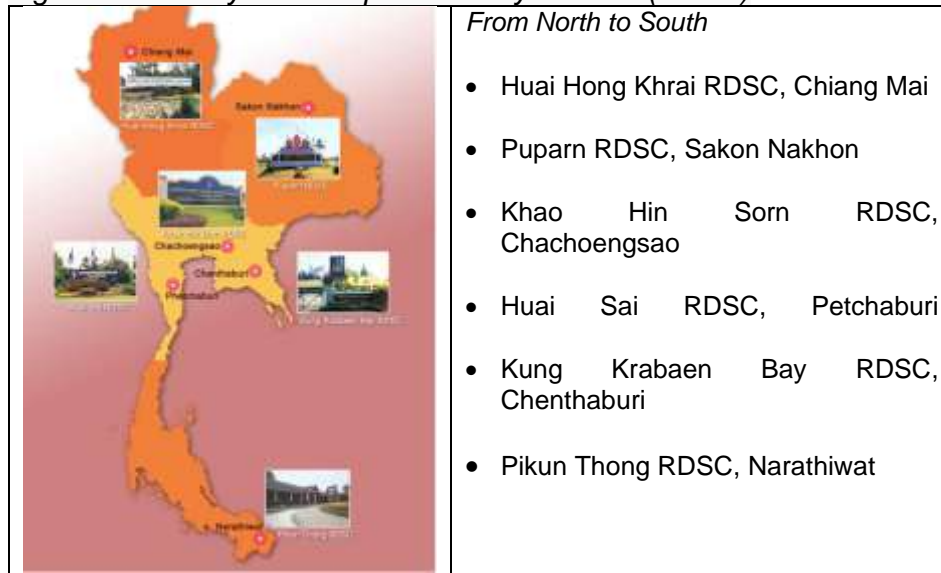 From North to South
• Huai Hong Khrai RDSC, Chiang Mai
• Puparn RDSC, Sakon Nakhon
• Khao Hin Sorn RDSC,
Chachoengsao
• Huai Sai RDSC, Petchaburi
• Kung Krabaen Bay RDSC,
Chenthaburi
• Pikun Thong RDSC, Narathiwat
Chiang Mai
Sakon Nakhon
Chachoengsao
Chenthaburi
Phetchaburi
Narathiwat